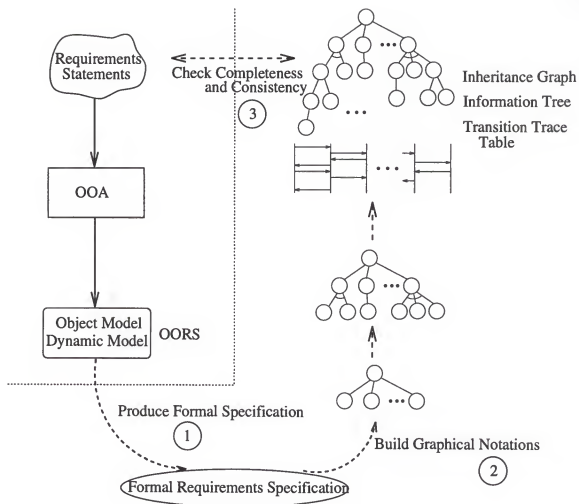 Requirements
Statements
Check Completeness
and Consistency
3
Inheritance Graph
Information Tree
Transition Trace
Table
OOA
Object Model
Dynamic Model
OORS
Produce Formal Specification
1
Build Graphical Notations
2
Formal Requirements Specification